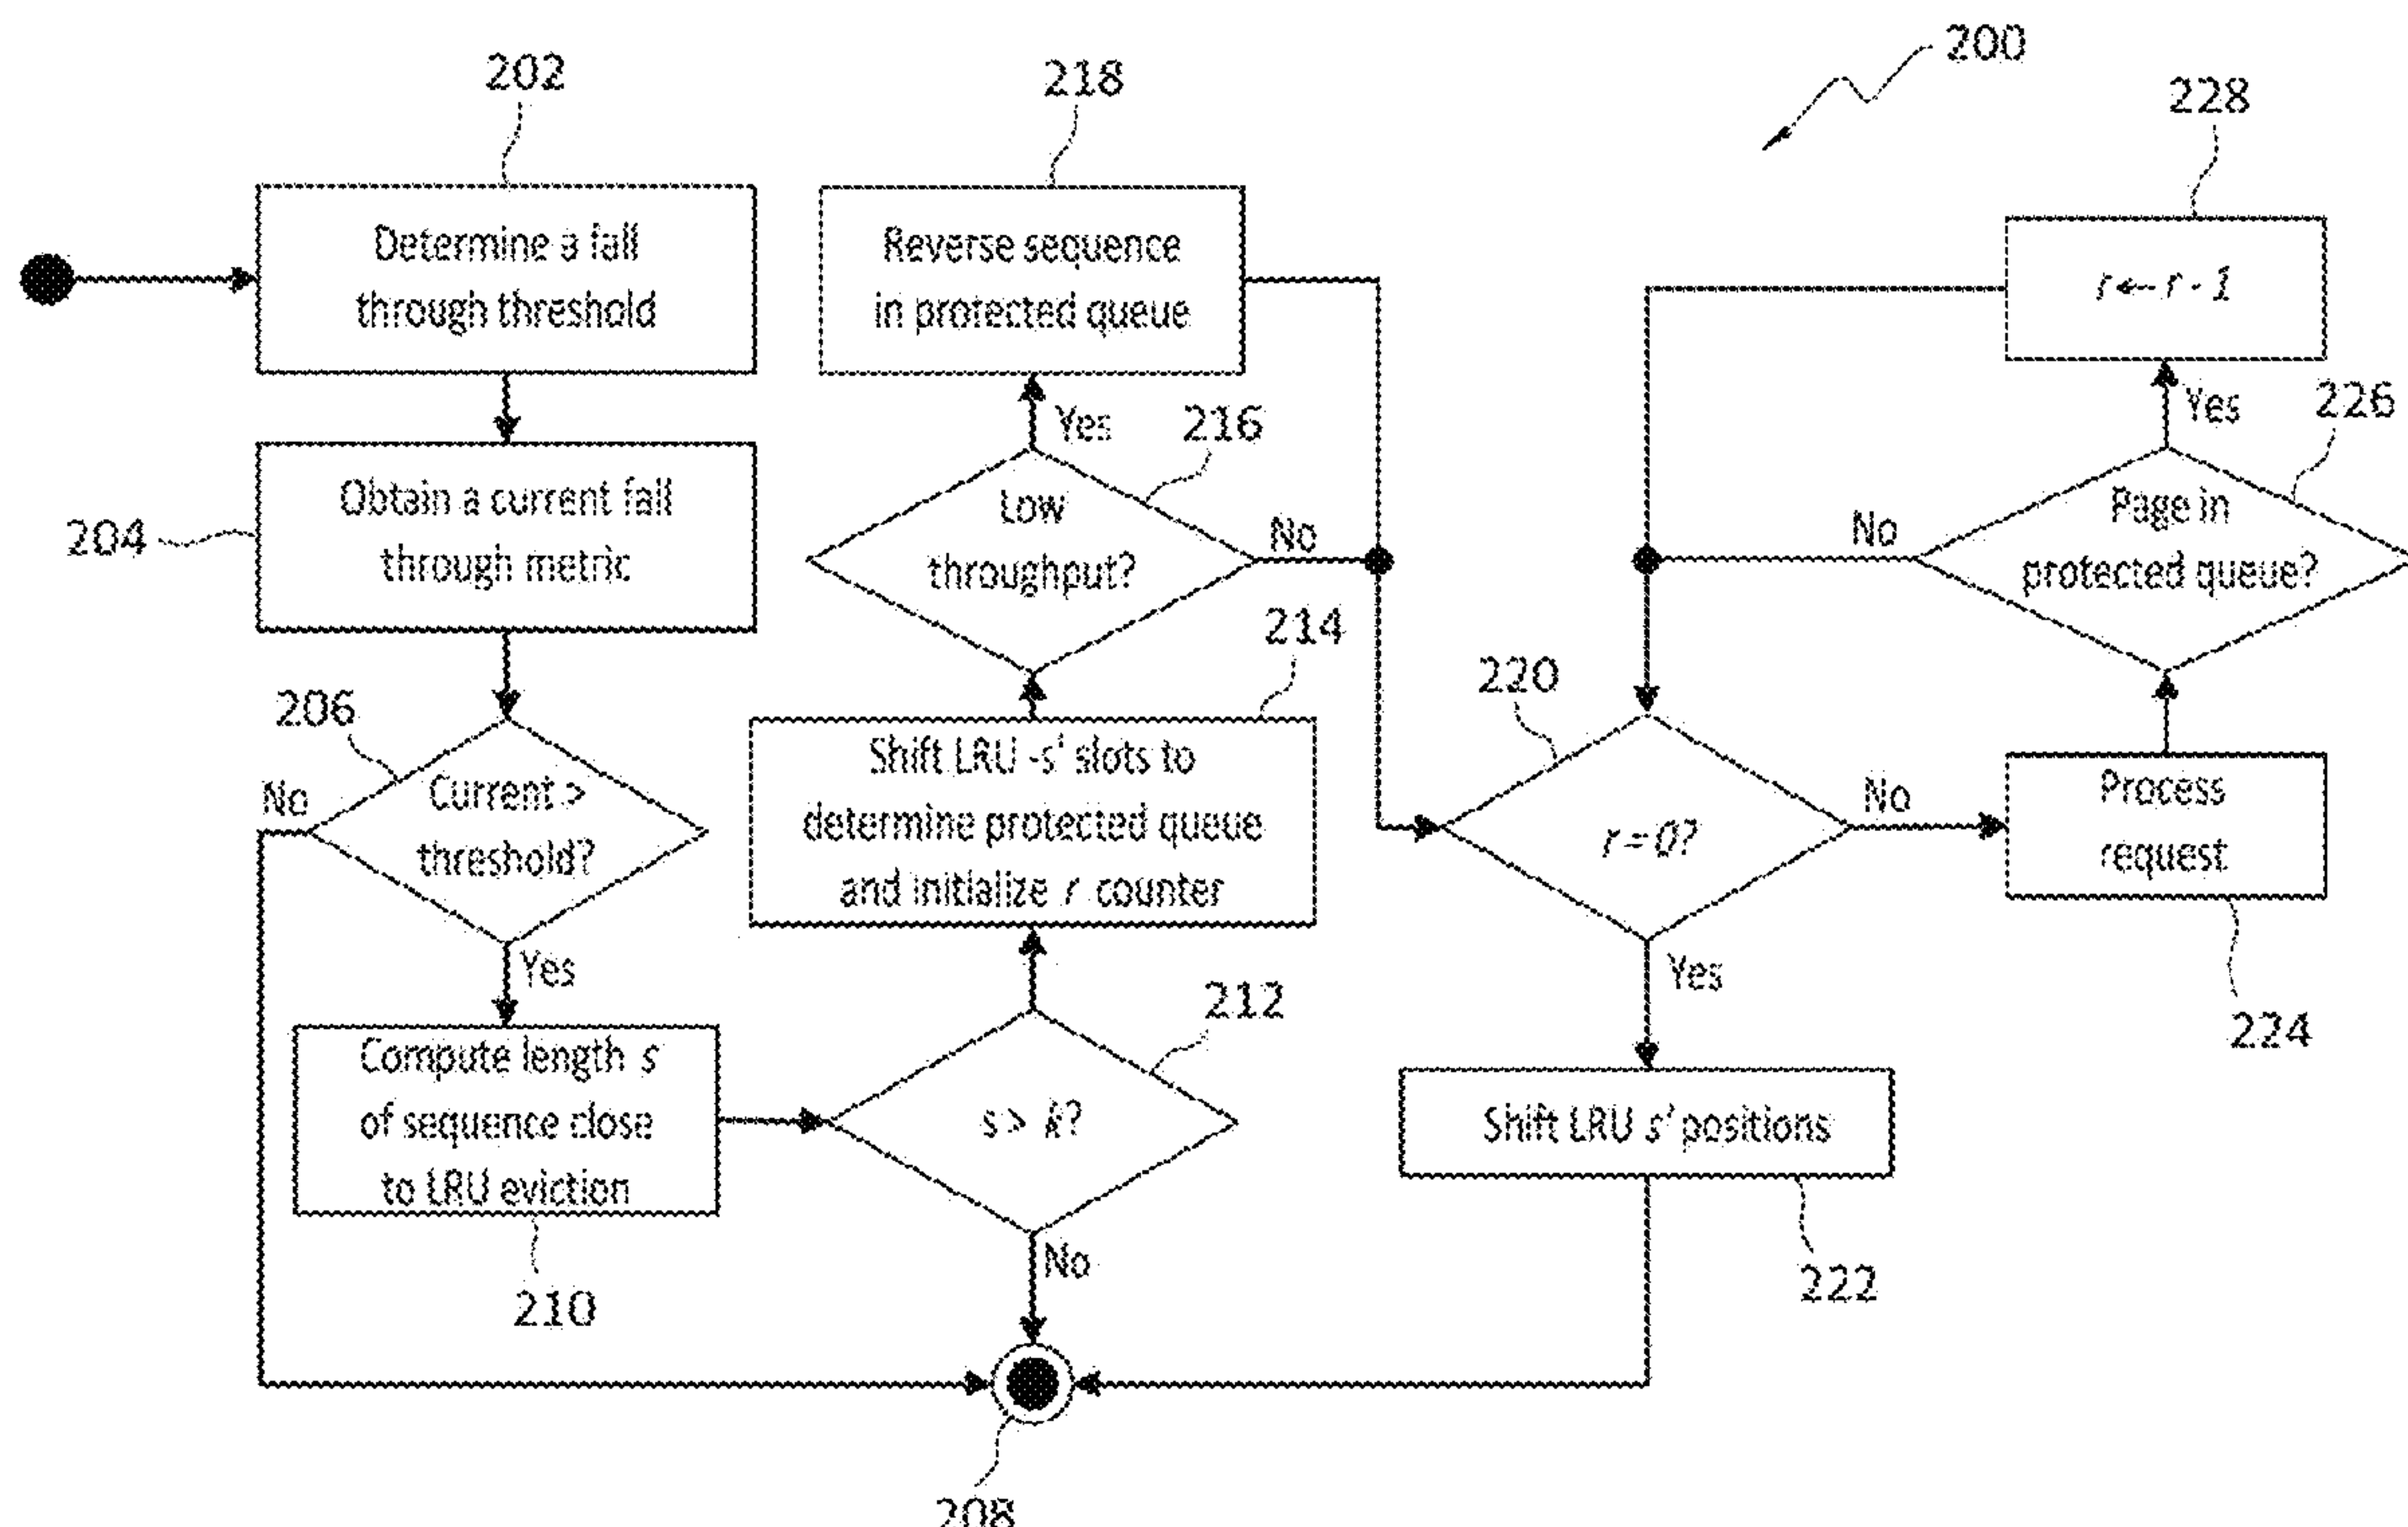 200
202
Determine a fall
through threshold
204
Obtain a current fall
through metric
206
Current >
threshold?
No
Yes
Compute length s
of sequence close
to LRU eviction
210
212
s > k?
No
208
214
Shift LRU -s' slots to
determine protected queue
and initialize r counter
216
Low
throughput?
Yes
No
218
Reverse sequence
in protected queue
220
r = 0?
No
Yes
Shift LRU s' positions
222
Process
request
224
226
Page in
protected queue?
No
Yes
228
r ← r - 1